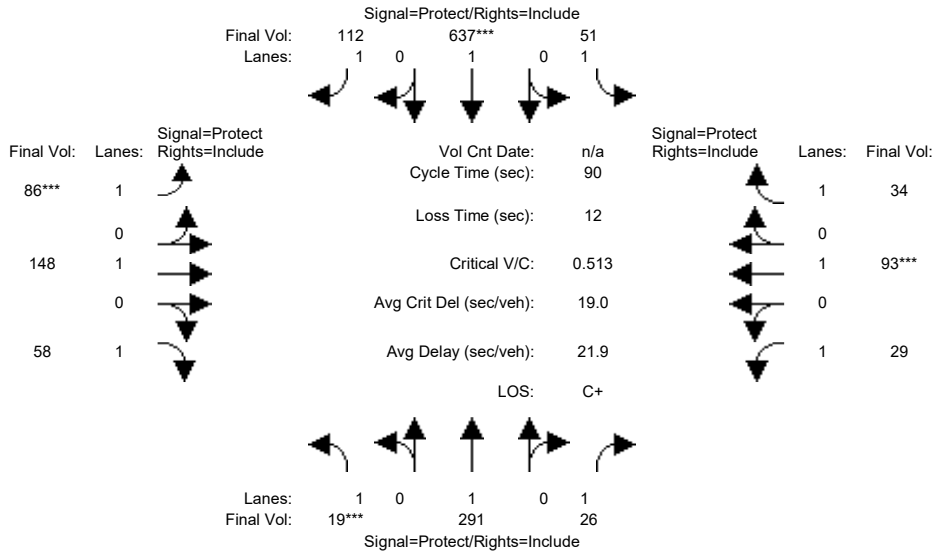 Signal=Protect/Rights=Include
Final Vol: 112 637*** 51
Lanes: 1 0 1 0 1
Signal=Protect Signal=Protect
Final Vol: Lanes: Rights=Include Vol Cnt Date: n/a Rights=Include Lanes: Final Vol:
Cycle Time (sec): 90
86*** 1 1 34
Loss Time (sec): 12
0 0
148 1 Critical V/C: 0.513 1 93***
0 Avg Crit Del (sec/veh): 19.0 0
58 1 Avg Delay (sec/veh): 21.9 1 29
LOS: C+
Lanes: 1 0 1 0 1
Final Vol: 19*** 291 26
Signal=Protect/Rights=Include